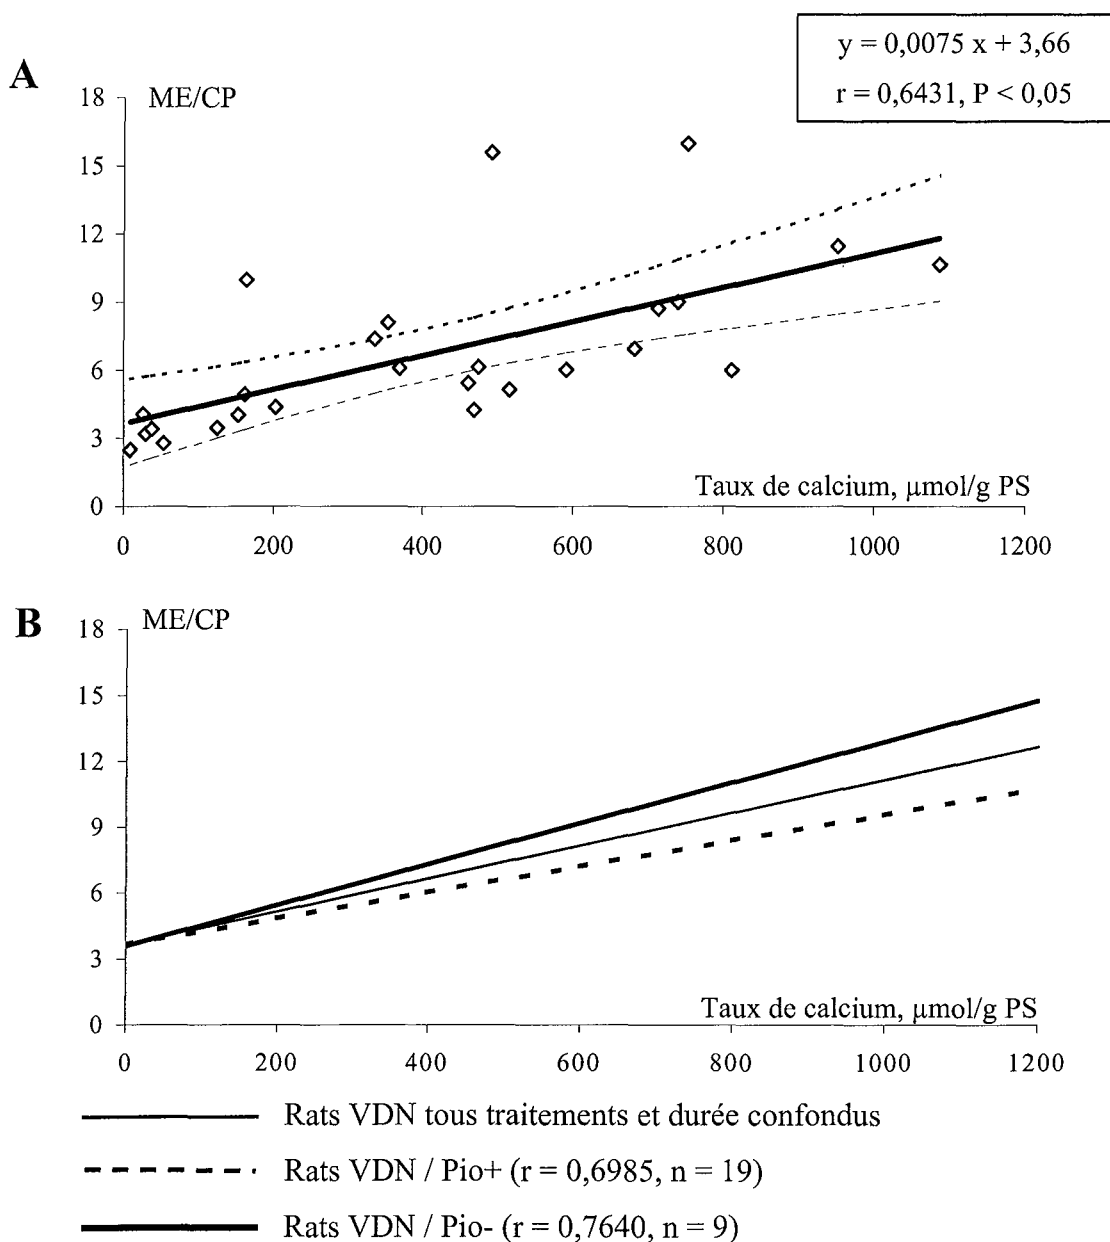 y = 0,0075 x + 3,66
r = 0,6431, P < 0,05
A
ME/CP
18
15
12
9
6
3
0
Taux de calcium, µmol/g PS
0 200 400 600 800 1000 1200
B
ME/CP
18
15
12
9
6
3
0
Taux de calcium, µmol/g PS
0 200 400 600 800 1000 1200
Rats VDN tous traitements et durée confondus
Rats VDN / Pio+ (r = 0,6985, n = 19)
Rats VDN / Pio- (r = 0,7640, n = 9)